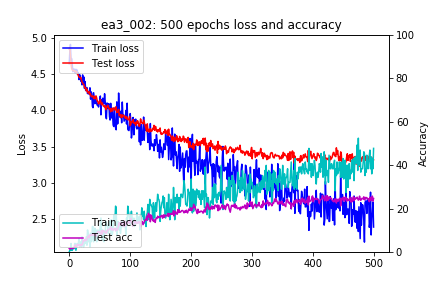 ea3_002: 500 epochs loss and accuracy
5.0
4.5
4.0
3.5
3.0
2.5
Loss
Train loss
Test loss
Train acc
Test acc
100
80
60
40
20
0
Accuracy
0
100
200
300
400
500